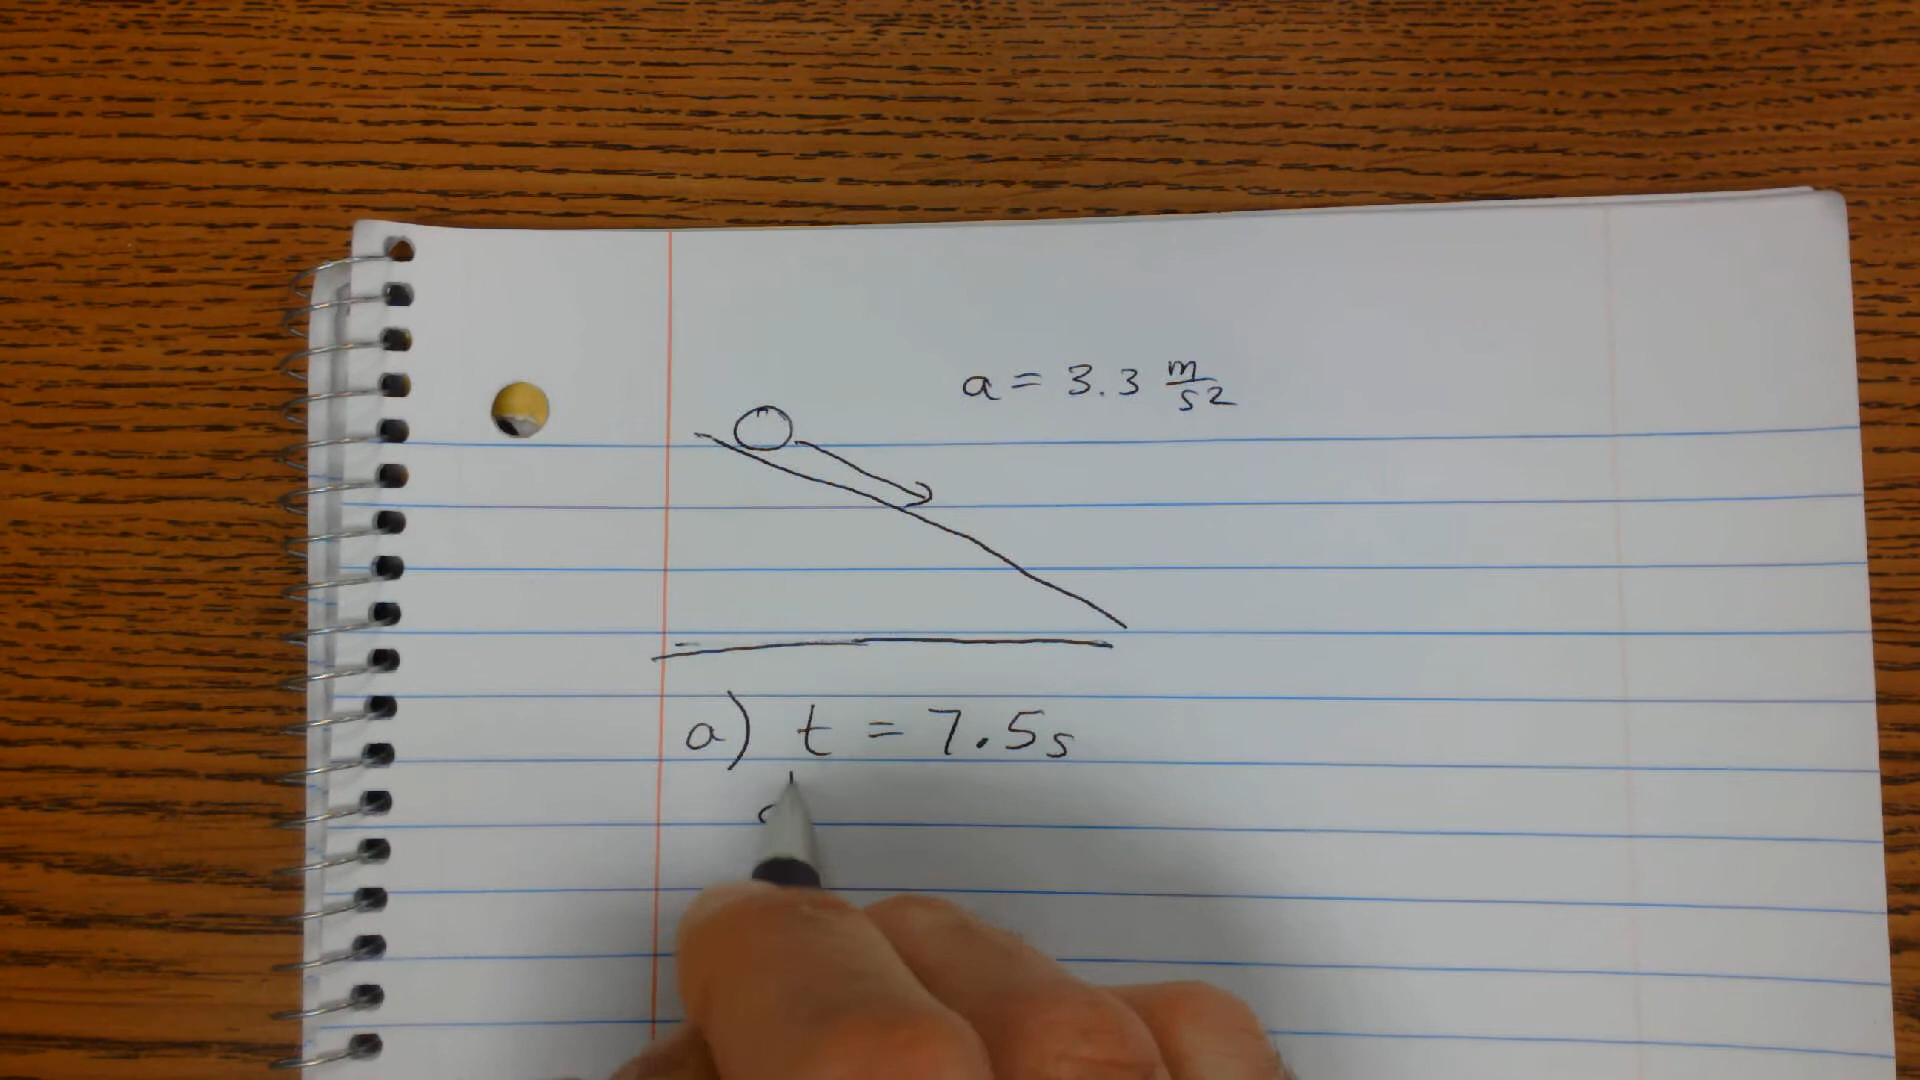 a = 3.3 m/s²
a) t = 7.5s